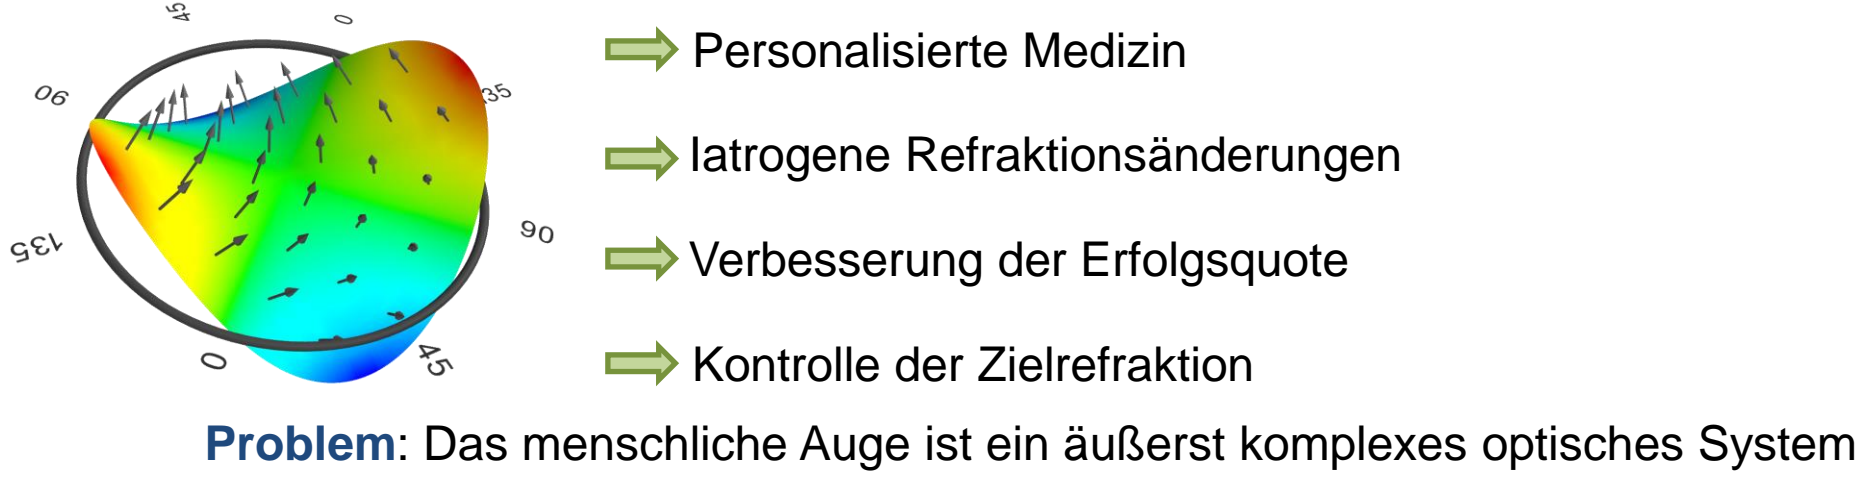 45
0
90
135
135
90
0
45
Personalisierte Medizin
Iatrogene Refraktionsänderungen
Verbesserung der Erfolgsquote
Kontrolle der Zielrefraktion
Problem: Das menschliche Auge ist ein äußerst komplexes optisches System